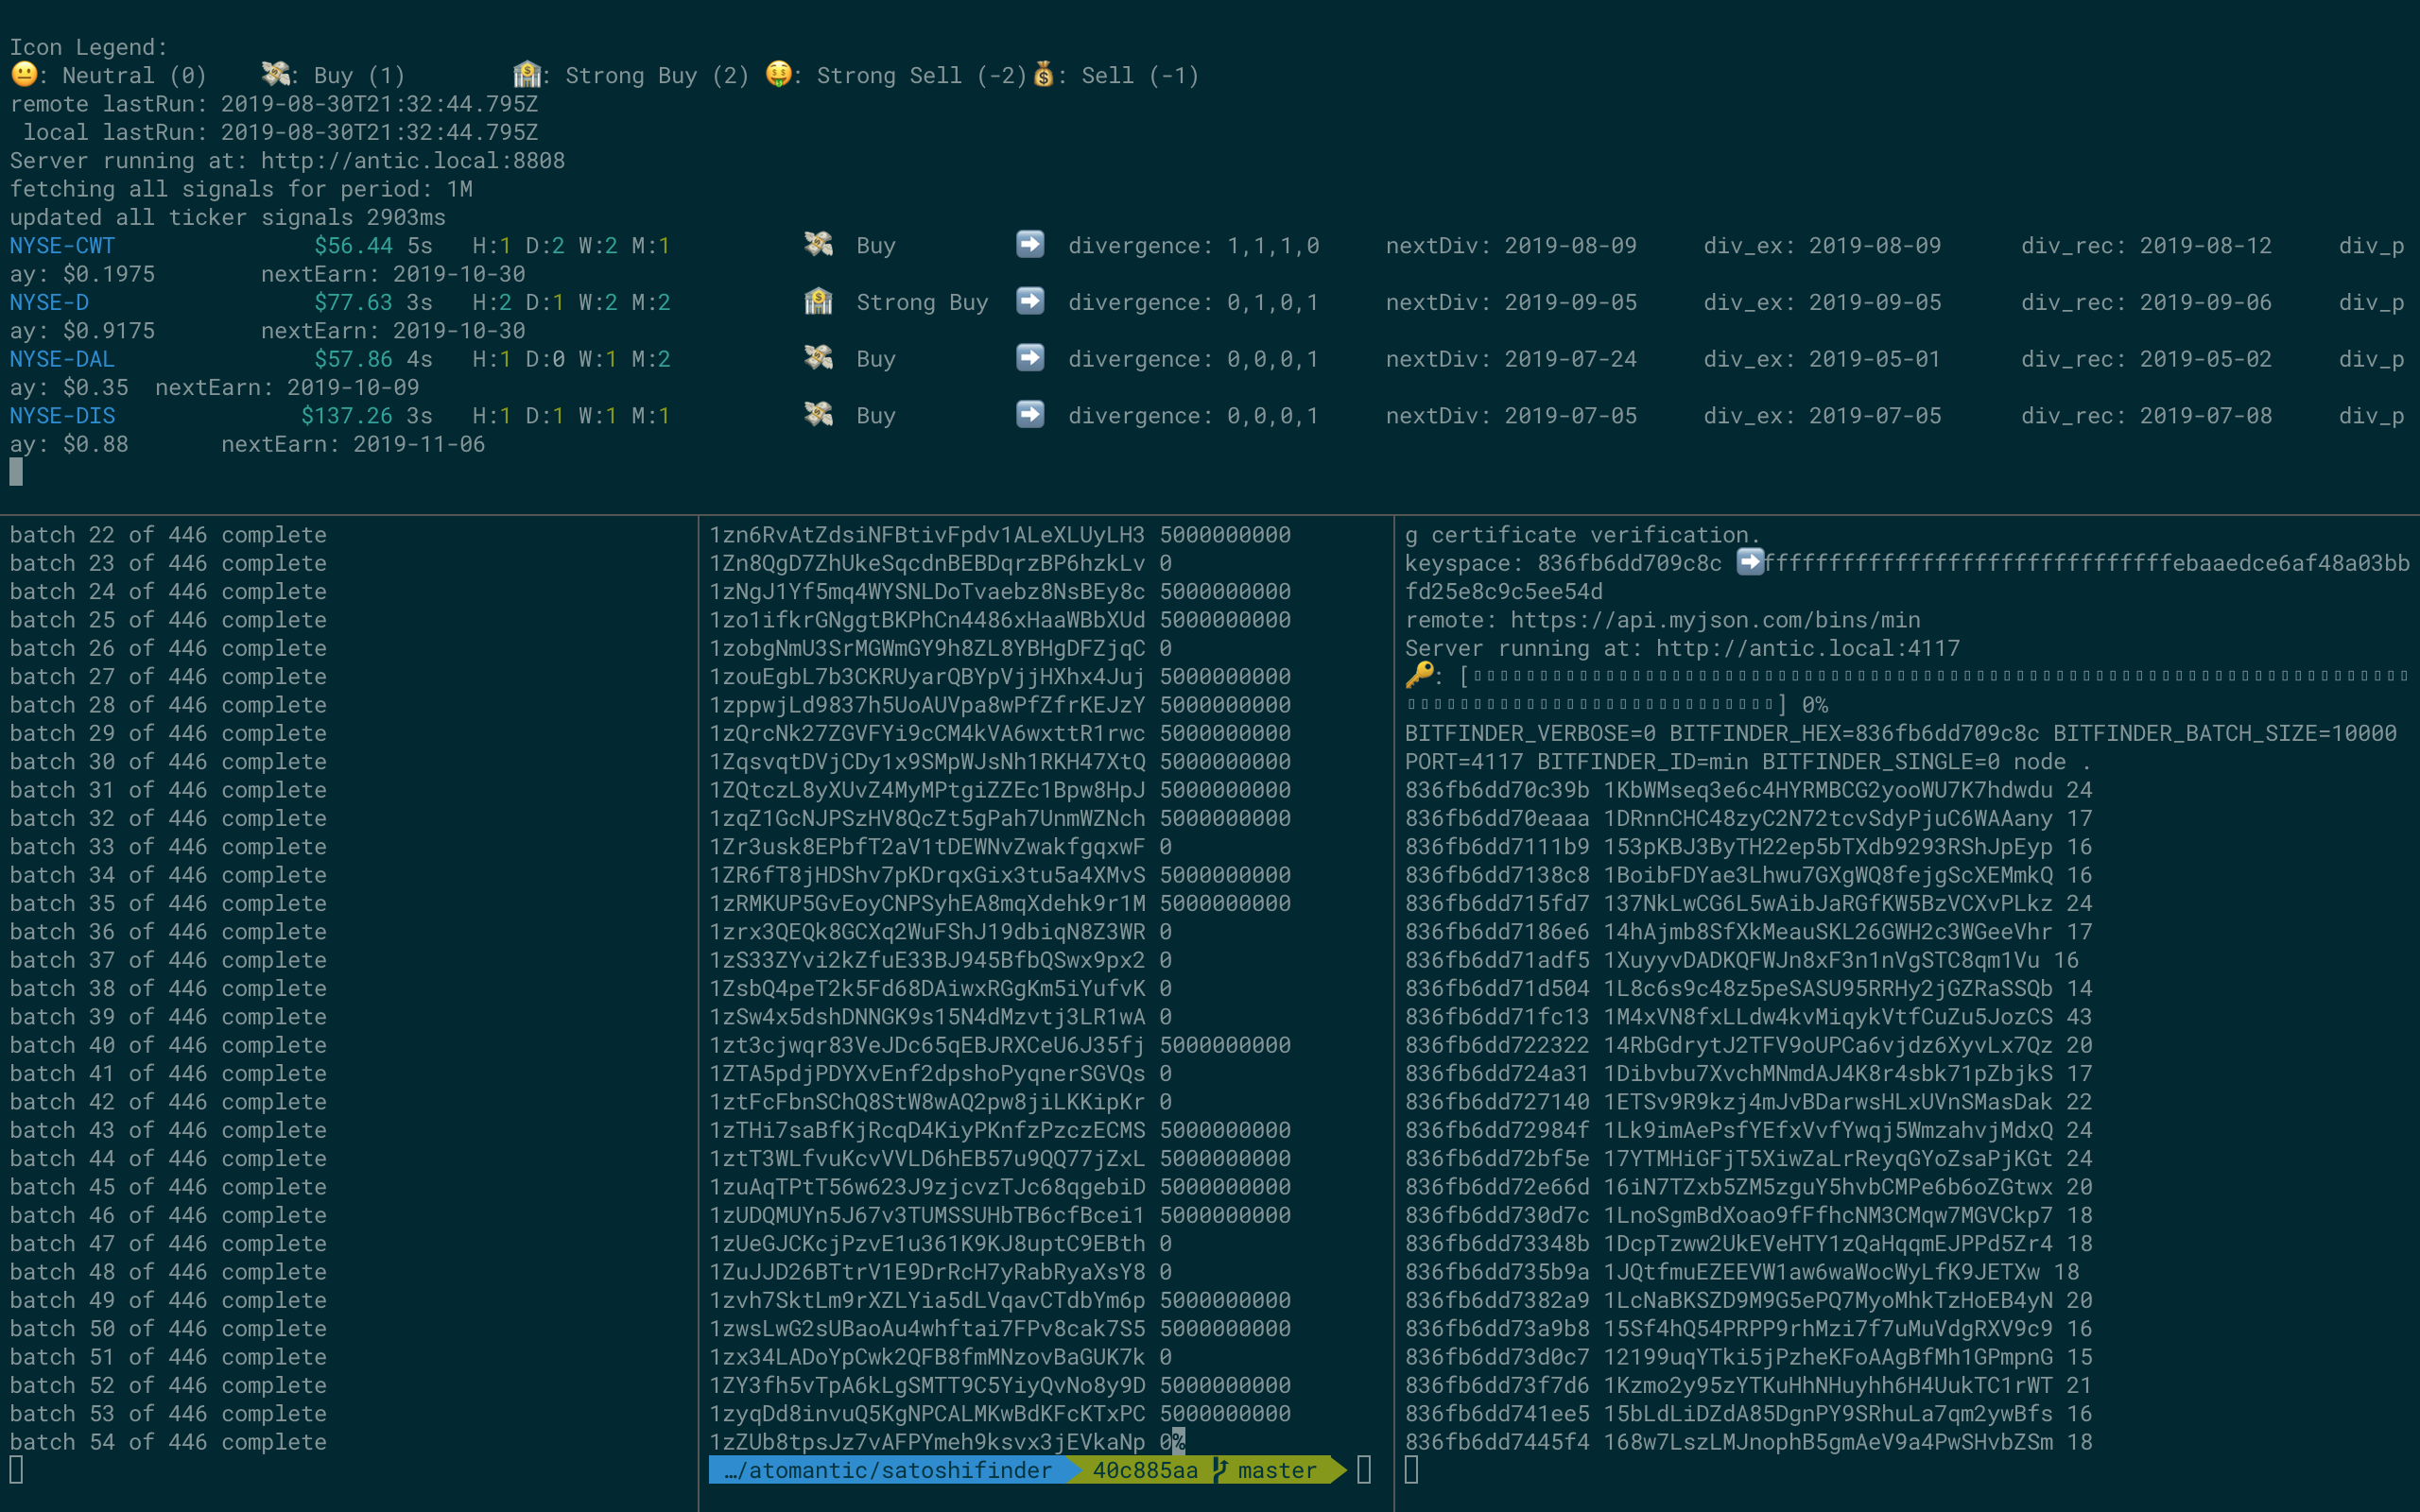 Icon Legend:
😐: Neutral (0)    💸: Buy (1)    🏦: Strong Buy (2) 🤑: Strong Sell (-2)💰: Sell (-1)
remote lastRun: 2019-08-30T21:32:44.795Z
 local lastRun: 2019-08-30T21:32:44.795Z
Server running at: http://antic.local:8808
fetching all signals for period: 1M
updated all ticker signals 2903ms
NYSE-CWT $56.44 5s H:1 D:2 W:2 M:1 💸 Buy ➡️ divergence: 1,1,1,0 nextDiv: 2019-08-09 div_ex: 2019-08-09 div_rec: 2019-08-12 div_p
ay: $0.1975 nextEarn: 2019-10-30
NYSE-D $77.63 3s H:2 D:1 W:2 M:2 🏦 Strong Buy ➡️ divergence: 0,1,0,1 nextDiv: 2019-09-05 div_ex: 2019-09-05 div_rec: 2019-09-06 div_p
ay: $0.9175 nextEarn: 2019-10-30
NYSE-DAL $57.86 4s H:1 D:0 W:1 M:2 💸 Buy ➡️ divergence: 0,0,0,1 nextDiv: 2019-07-24 div_ex: 2019-05-01 div_rec: 2019-05-02 div_p
ay: $0.35 nextEarn: 2019-10-09
NYSE-DIS $137.26 3s H:1 D:1 W:1 M:1 💸 Buy ➡️ divergence: 0,0,0,1 nextDiv: 2019-07-05 div_ex: 2019-07-05 div_rec: 2019-07-08 div_p
ay: $0.88 nextEarn: 2019-11-06
batch 22 of 446 complete
batch 23 of 446 complete
batch 24 of 446 complete
batch 25 of 446 complete
batch 26 of 446 complete
batch 27 of 446 complete
batch 28 of 446 complete
batch 29 of 446 complete
batch 30 of 446 complete
batch 31 of 446 complete
batch 32 of 446 complete
batch 33 of 446 complete
batch 34 of 446 complete
batch 35 of 446 complete
batch 36 of 446 complete
batch 37 of 446 complete
batch 38 of 446 complete
batch 39 of 446 complete
batch 40 of 446 complete
batch 41 of 446 complete
batch 42 of 446 complete
batch 43 of 446 complete
batch 44 of 446 complete
batch 45 of 446 complete
batch 46 of 446 complete
batch 47 of 446 complete
batch 48 of 446 complete
batch 49 of 446 complete
batch 50 of 446 complete
batch 51 of 446 complete
batch 52 of 446 complete
batch 53 of 446 complete
batch 54 of 446 complete
1zn6RvAtZdsiNFBtivFpdv1ALeXLUyLH3 5000000000
1Zn8QgD7ZhUkeSqcdnBEBDqrzBP6hzkLv 0
1zNgJ1Yf5mq4WYSNLDoTvaebz8NsBEy8c 5000000000
1zo1ifkrGNggtBKPhCn4486xHaaWBbXUd 5000000000
1zobgNmU3SrMGWmGY9h8ZL8YBHgDFZjqC 0
1zouEgbL7b3CKRUyarQBYpVjjHXhx4Juj 5000000000
1zppwjLd9837h5UoAUVpa8wPfZfrKEJzY 5000000000
1zQrcNk27ZGVFYi9cCM4kVA6wxttR1rwc 5000000000
1ZqsvqtDVjCDy1x9SMpWJsNh1RKH47XtQ 5000000000
1ZQtczL8yXUvZ4MyMPtgiZZEc1Bpw8HpJ 5000000000
1zqZ1GcNJPSzHV8QcZt5gPah7UnmWZNch 5000000000
1Zr3usk8EPbfT2aV1tDEWNvZwakfgqxwF 0
1ZR6fT8jHDShv7pKDrqxGix3tu5a4XMvS 5000000000
1zRMKUP5GvEoyCNPSyhEA8mqXdehk9r1M 5000000000
1zrx3QEQk8GCXq2WuFShJ19dbiqN8Z3WR 0
1zS33ZYvi2kZfuE33BJ945BfbQSwx9px2 0
1ZsbQ4peT2k5Fd68DAiwxRGgKm5iYufvK 0
1zSw4x5dshDNNGK9s15N4dMzvtj3LR1wA 0
1zt3cjwqr83VeJDc65qEBJRXCeU6J35fj 5000000000
1ZTA5pdjPDYXvEnf2dpshoPyqnerSGVQs 0
1ztFcFbnSChQ8StW8wAQ2pw8jiLKKipKr 0
1zTHi7saBfKjRcqD4KiyPKnfzPzczECMS 5000000000
1ztT3WLfvuKcvVVLD6hEB57u9QQ77jZxL 5000000000
1zuAqTPtT56w623J9zjcvzTJc68qgebiD 5000000000
1zUDQMUYn5J67v3TUMSSUHbTB6cfBcei1 5000000000
1zUeGJCKcjPzvE1u361K9KJ8uptC9EBth 0
1ZuJJD26BTtrV1E9DrRcH7yRabRyaXsY8 0
1zvh7SktLm9rXZLYia5dLVqavCTdbYm6p 5000000000
1zwsLwG2sUBaoAu4whftai7FPv8cak7S5 5000000000
1zx34LADoYpCwk2QFB8fmMNzovBaGUK7k 0
1ZY3fh5vTpA6kLgSMTT9C5YiyQvNo8y9D 5000000000
1zyqDd8invuQ5KgNPCALMKwBdKFcKTxPC 5000000000
1zZUb8tpsJz7vAFPYmeh9ksvx3jEVkaNp 0%
…/atomantic/satoshifinder 40c885aa master
g certificate verification.
keyspace: 836fb6dd709c8c ➡️fffffffffffffffffffffffffffffffebaaedce6af48a03bb
fd25e8c9c5ee54d
remote: https://api.myjson.com/bins/min
Server running at: http://antic.local:4117
🔑: [
] 0%
BITFINDER_VERBOSE=0 BITFINDER_HEX=836fb6dd709c8c BITFINDER_BATCH_SIZE=10000
PORT=4117 BITFINDER_ID=min BITFINDER_SINGLE=0 node .
836fb6dd70c39b 1KbWMseq3e6c4HYRMBCG2yooWU7K7hdwdu 24
836fb6dd70eaaa 1DRnnCHC48zyC2N72tcvSdyPjuC6WAAany 17
836fb6dd7111b9 153pKBJ3ByTH22ep5bTXdb9293RShJpEyp 16
836fb6dd7138c8 1BoibFDYae3Lhwu7GXgWQ8fejgScXEMmkQ 16
836fb6dd715fd7 137NkLwCG6L5wAibJaRGfKW5BzVCXvPLkz 24
836fb6dd7186e6 14hAjmb8SfXkMeauSKL26GWH2c3WGeeVhr 17
836fb6dd71adf5 1XuyyvDADKQFWJn8xF3n1nVgSTC8qm1Vu 16
836fb6dd71d504 1L8c6s9c48z5peSASU95RRHy2jGZRaSSQb 14
836fb6dd71fc13 1M4xVN8fxLLdw4kvMiqykVtfCuZu5JozCS 43
836fb6dd722322 14RbGdrytJ2TFV9oUPCa6vjdz6XyvLx7Qz 20
836fb6dd724a31 1Dibvbu7XvchMNmdAJ4K8r4sbk71pZbjkS 17
836fb6dd727140 1ETSv9R9kzj4mJvBDarwsHLxUVnSMasDak 22
836fb6dd72984f 1Lk9imAePsfYEfxVvfYwqj5WmzahvjMdxQ 24
836fb6dd72bf5e 17YTMHiGFjT5XiwZaLrReyqGYoZsaPjKGt 24
836fb6dd72e66d 16iN7TZxb5ZM5zguY5hvbCMPe6b6oZGtwx 20
836fb6dd730d7c 1LnoSgmBdXoao9fFfhcNM3CMqw7MGVCkp7 18
836fb6dd73348b 1DcpTzww2UkEVeHTY1zQaHqqmEJPPd5Zr4 18
836fb6dd735b9a 1JQtfmuEZEEVW1aw6waWocWyLfK9JETXw 18
836fb6dd7382a9 1LcNaBKSZD9M9G5ePQ7MyoMhkTzHoEB4yN 20
836fb6dd73a9b8 15Sf4hQ54PRPP9rhMzi7f7uMuVdgRXV9c9 16
836fb6dd73d0c7 12199uqYTki5jPzheKFoAAgBfMh1GPmpnG 15
836fb6dd73f7d6 1Kzmo2y95zYTKuHhNHuyhh6H4UukTC1rWT 21
836fb6dd741ee5 15bLdLiDZdA85DgnPY9SRhuLa7qm2ywBfs 16
836fb6dd7445f4 168w7LszLMJnophB5gmAeV9a4PwSHvbZSm 18